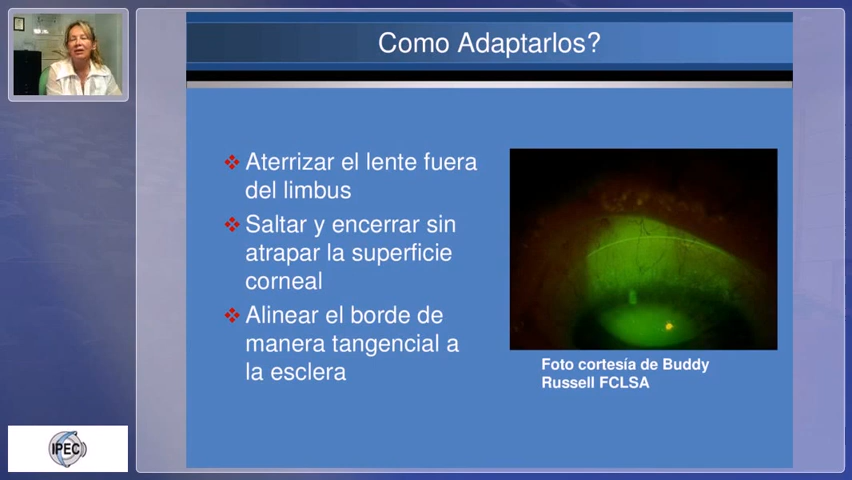 Como Adaptarlos?
Aterrizar el lente fuera
del limbus
Saltar y encerrar sin
atrapar la superficie
corneal
Alinear el borde de
manera tangencial a
la esclera
Foto cortesía de Buddy
Russell FCLSA
IPEC